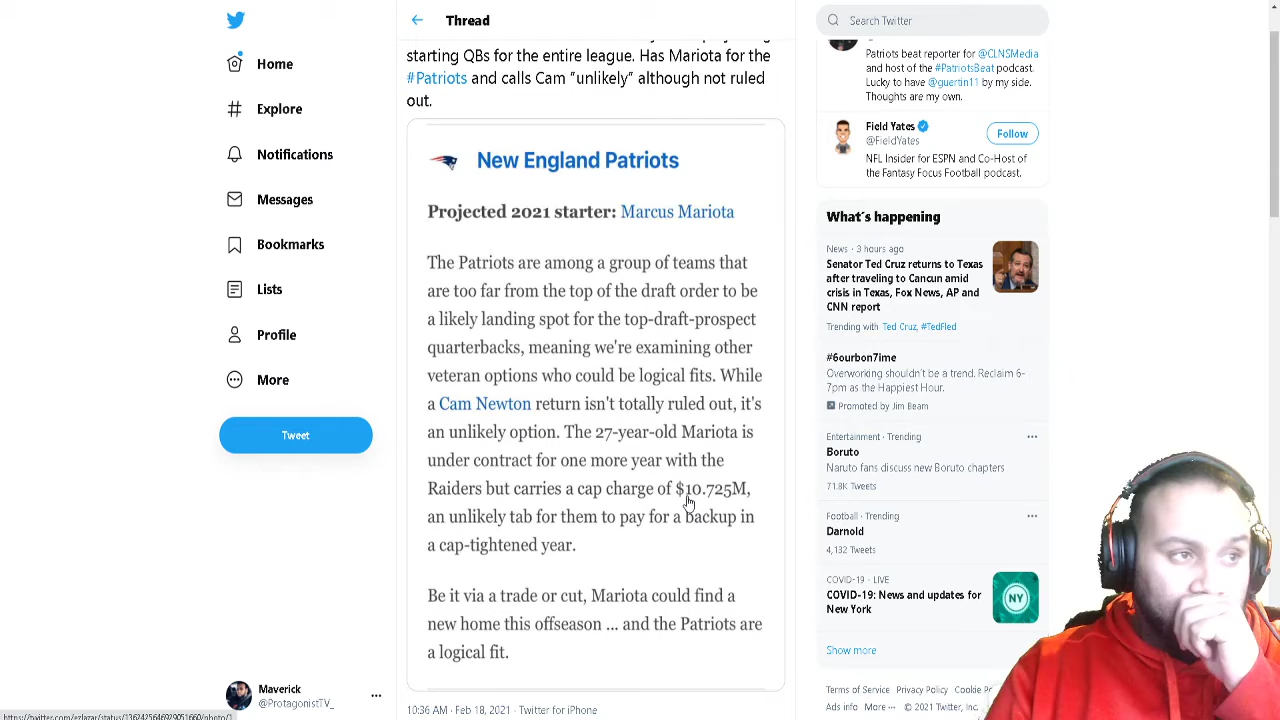 Thread
Search Twitter
Home
Explore
Notifications
Messages
Bookmarks
Lists
Profile
More
Tweet
Maverick
@ProtagonistTV_
starting QBs for the entire league. Has Mariota for the
#Patriots and calls Cam “unlikely” although not ruled
out.
New England Patriots
Projected 2021 starter: Marcus Mariota
The Patriots are among a group of teams that
are too far from the top of the draft order to be
a likely landing spot for the top-draft-prospect
quarterbacks, meaning we're examining other
veteran options who could be logical fits. While
a Cam Newton return isn't totally ruled out, it's
an unlikely option. The 27-year-old Mariota is
under contract for one more year with the
Raiders but carries a cap charge of $10.725M,
an unlikely tab for them to pay for a backup in
a cap-tightened year.
Be it via a trade or cut, Mariota could find a
new home this offseason ... and the Patriots are
a logical fit.
10:36 AM · Feb 18, 2021 · Twitter for iPhone
Patriots beat reporter for @CLNSMedia
and host of the #PatriotsBeat podcast.
Lucky to have @guertin11 by my side.
Thoughts are my own.
Field Yates
@FieldYates
Follow
NFL Insider for ESPN and Co-Host of
the Fantasy Focus Football podcast.
What's happening
News · 3 hours ago
Senator Ted Cruz returns to Texas
after traveling to Cancun amid
crisis in Texas, Fox News, AP and
CNN report
Trending with Ted Cruz, #TedFled
#6ourbon7ime
Overworking shouldn't be a trend. Reclaim 6-
7pm as the Happiest Hour.
Promoted by Jim Beam
Entertainment · Trending
Boruto
Naruto fans discuss new Boruto chapters
71.8K Tweets
Football · Trending
Darnold
4,132 Tweets
COVID-19 · LIVE
COVID-19: News and updates for
New York
NY
Show more
Terms of Service Privacy Policy Cookie
Ads info More © 2021 Twitter, Inc.
https://twitter.com/ezlazar/status/1362425646929051660/photo/1